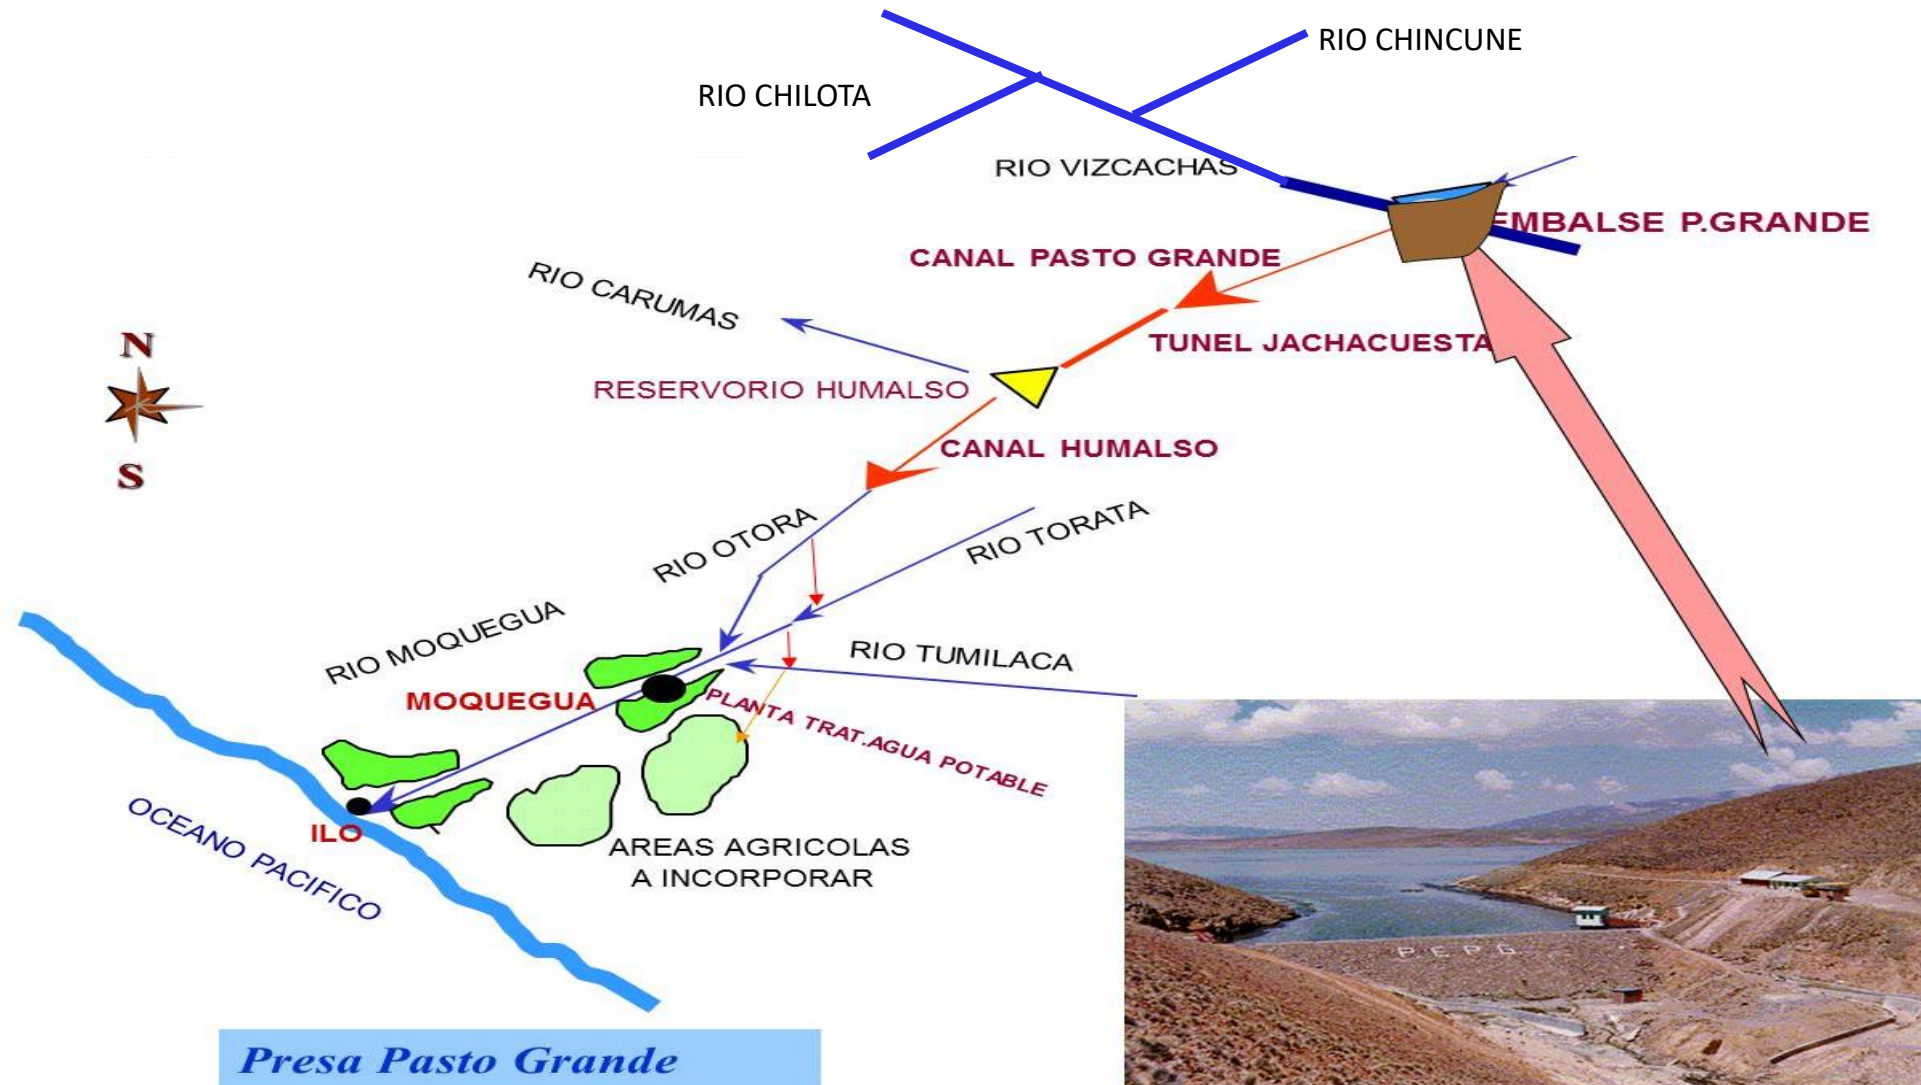 RIO CHINCUNE
RIO CHILOTA
RIO VIZCACHAS
EMBALSE P.GRANDE
CANAL PASTO GRANDE
RIO CARUMAS
TUNEL JACHACUESTA
N
RESERVORIO HUMALSO
CANAL HUMALSO
S
RIO OTORA
RIO TORATA
RIO MOQUEGUA
RIO TUMILACA
MOQUEGUA
PLANTA TRAT.AGUA POTABLE
ILO
OCEANO PACIFICO
AREAS AGRICOLAS
A INCORPORAR
P E P G
Presa Pasto Grande